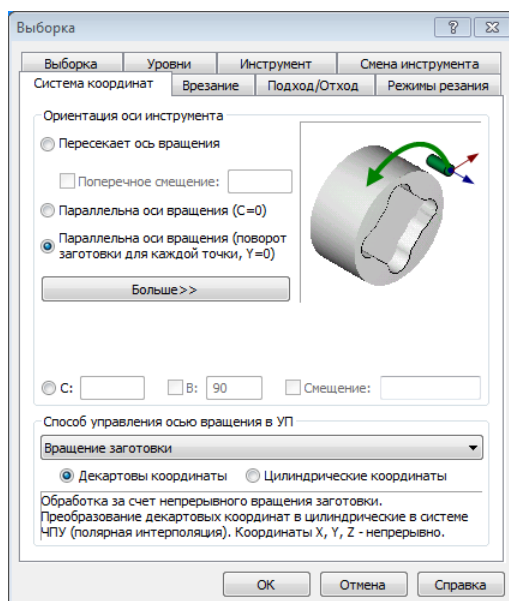 Выборка
Выборка Уровни Инструмент Смена инструмента
Система координат Врезание Подход/Отход Режимы резания
Ориентация оси инструмента
Пересекает ось вращения
Поперечное смещение:
Параллельна оси вращения (C=0)
Параллельна оси вращения (поворот
заготовки для каждой точки, Y=0)
Больше>>
C: B: 90 Смещение:
Способ управления осью вращения в УП
Вращение заготовки
Декартовы координаты Цилиндрические координаты
Обработка за счет непрерывного вращения заготовки.
Преобразование декартовых координат в цилиндрические в системе
ЧПУ (полярная интерполяция). Координаты X, Y, Z - непрерывно.
OK Отмена Справка